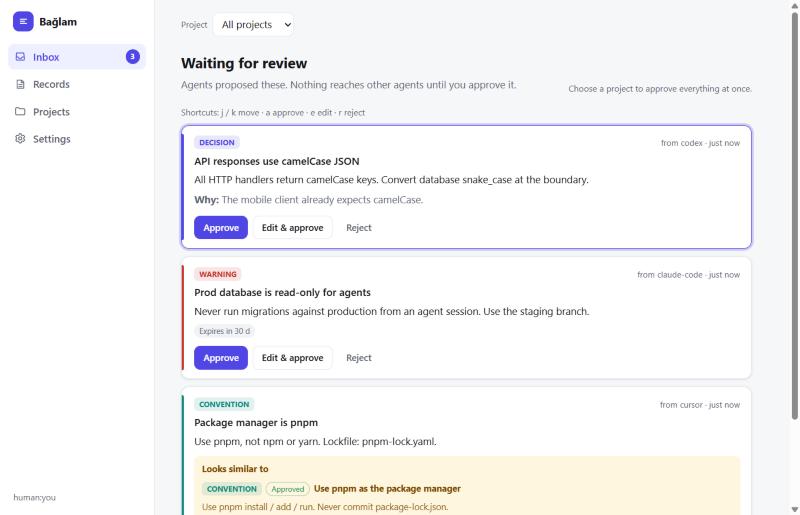 Bağlam
Inbox 3
Records
Projects
Settings
human:you
Project All projects
Waiting for review
Agents proposed these. Nothing reaches other agents until you approve it.
Choose a project to approve everything at once.
Shortcuts: j / k move · a approve · e edit · r reject
DECISION
from codex · just now
API responses use camelCase JSON
All HTTP handlers return camelCase keys. Convert database snake_case at the boundary.
Why: The mobile client already expects camelCase.
Approve Edit & approve Reject
WARNING
from claude-code · just now
Prod database is read-only for agents
Never run migrations against production from an agent session. Use the staging branch.
Expires in 30 d
Approve Edit & approve Reject
CONVENTION
from cursor · just now
Package manager is pnpm
Use pnpm, not npm or yarn. Lockfile: pnpm-lock.yaml.
Looks similar to
CONVENTION Approved Use pnpm as the package manager
Use pnpm install / add / run. Never commit package-lock.json.